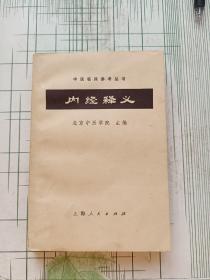 中医临床参考丛书
内经释义
北京中医学院 主编
上海人民出版社